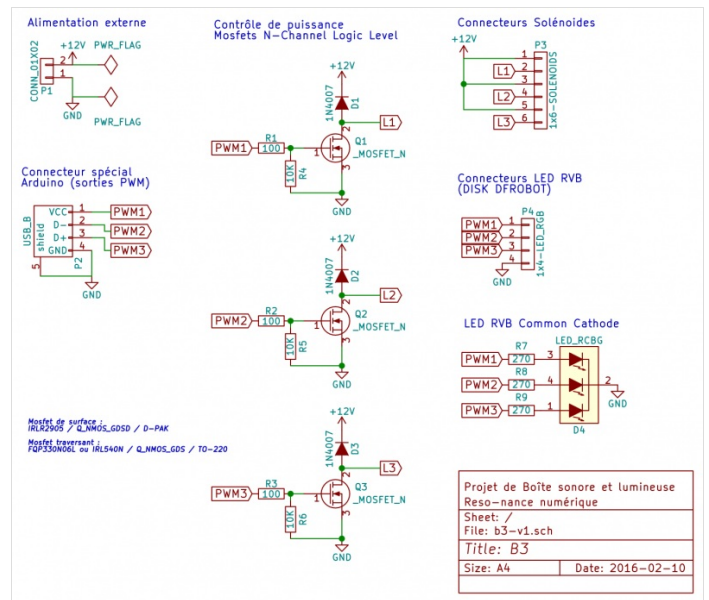 Alimentation externe
+12V
PWR_FLAG
CONN_01X02
2
1
P1
GND
PWR_FLAG
Connecteur spécial
Arduino (sorties PWM)
USB_B
shield
VCC 1 PWM1
D- 2 PWM2
D+ 3 PWM3
GND 4
5
P2
GND
Mosfet de surface :
IRLR2905 / Q_NMOS_GDSD / D-PAK
Mosfet traversant :
FQP330N06L ou IRL540N / Q_NMOS_GDS / TO-220
Contrôle de puissance
Mosfets N-Channel Logic Level
+12V
1N4007
D1
L1
2
PWM1
R1
100
1
Q1
_MOSFET_N
10K
R4
3
GND
+12V
1N4007
D2
L2
2
PWM2
R2
100
1
Q2
_MOSFET_N
10K
R5
3
GND
+12V
1N4007
D3
L3
2
PWM3
R3
100
1
Q3
_MOSFET_N
10K
R6
3
GND
Connecteurs Solénoides
+12V
P3
1
L1 2
3
L2 4
5
L3 6
1x6-SOLENOIDS
Connecteurs LED RVB
(DISK DFROBOT)
P4
PWM1 1
PWM2 2
PWM3 3
4
GND
1x4-LED_RGB
LED RVB Common Cathode
LED_RCBG
R7
PWM1 270 3
R8
PWM2 270 4
R9
PWM3 270 1
2
GND
D4
Projet de Boîte sonore et lumineuse
Reso-nance numérique
Sheet: /
File: b3-v1.sch
Title: B3
Size: A4
Date: 2016-02-10